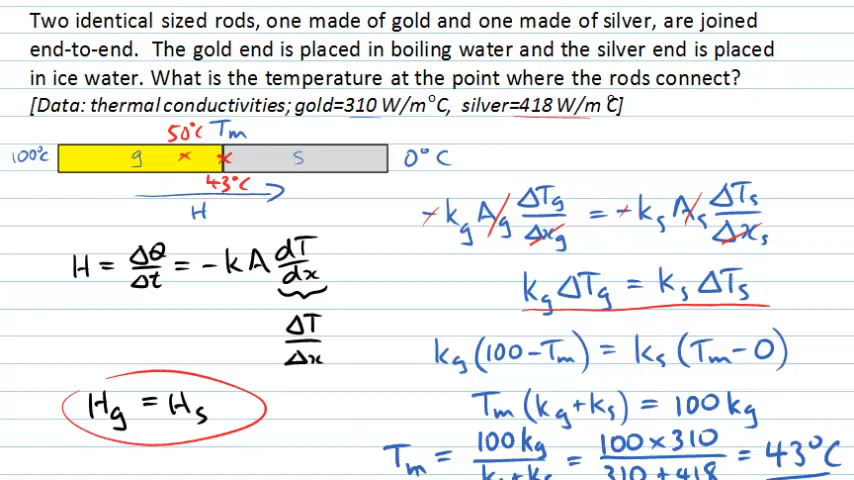 Two identical sized rods, one made of gold and one made of silver, are joined
end-to-end. The gold end is placed in boiling water and the silver end is placed
in ice water. What is the temperature at the point where the rods connect?
[Data: thermal conductivities; gold=310 W/m°C, silver=418 W/m°C]
50°C Tm
100°C g s 0°C
43°C
H
-kg Ag ΔTg/Δxg = -ks As ΔTs/Δxs
H = ΔQ/Δt = -kA dT/dx
kg ΔTg = ks ΔTs
ΔT/Δx
kg(100-Tm) = ks(Tm-0)
Hg = Hs
Tm(kg+ks) = 100kg
Tm = 100kg/kg+ks = 100×310/310+418 = 43°C